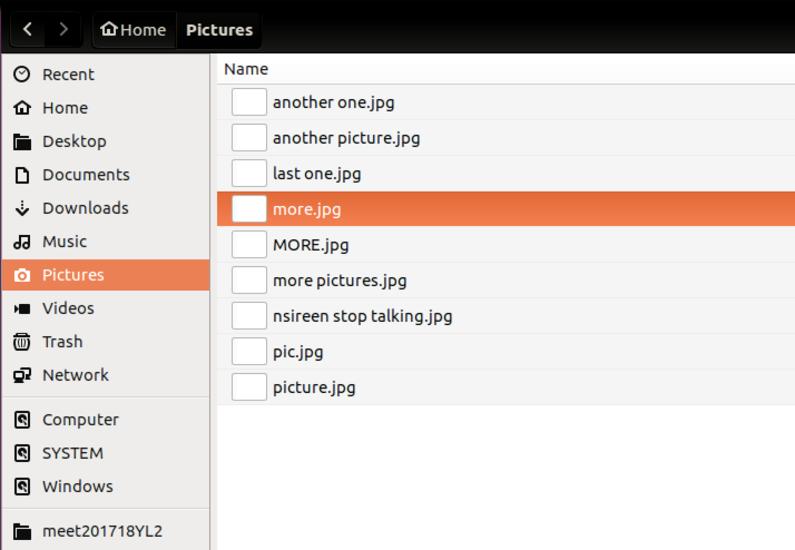 Home Pictures
Name
Recent
Home
Desktop
Documents
Downloads
Music
Pictures
Videos
Trash
Network
Computer
SYSTEM
Windows
meet201718YL2
another one.jpg
another picture.jpg
last one.jpg
more.jpg
MORE.jpg
more pictures.jpg
nsireen stop talking.jpg
pic.jpg
picture.jpg